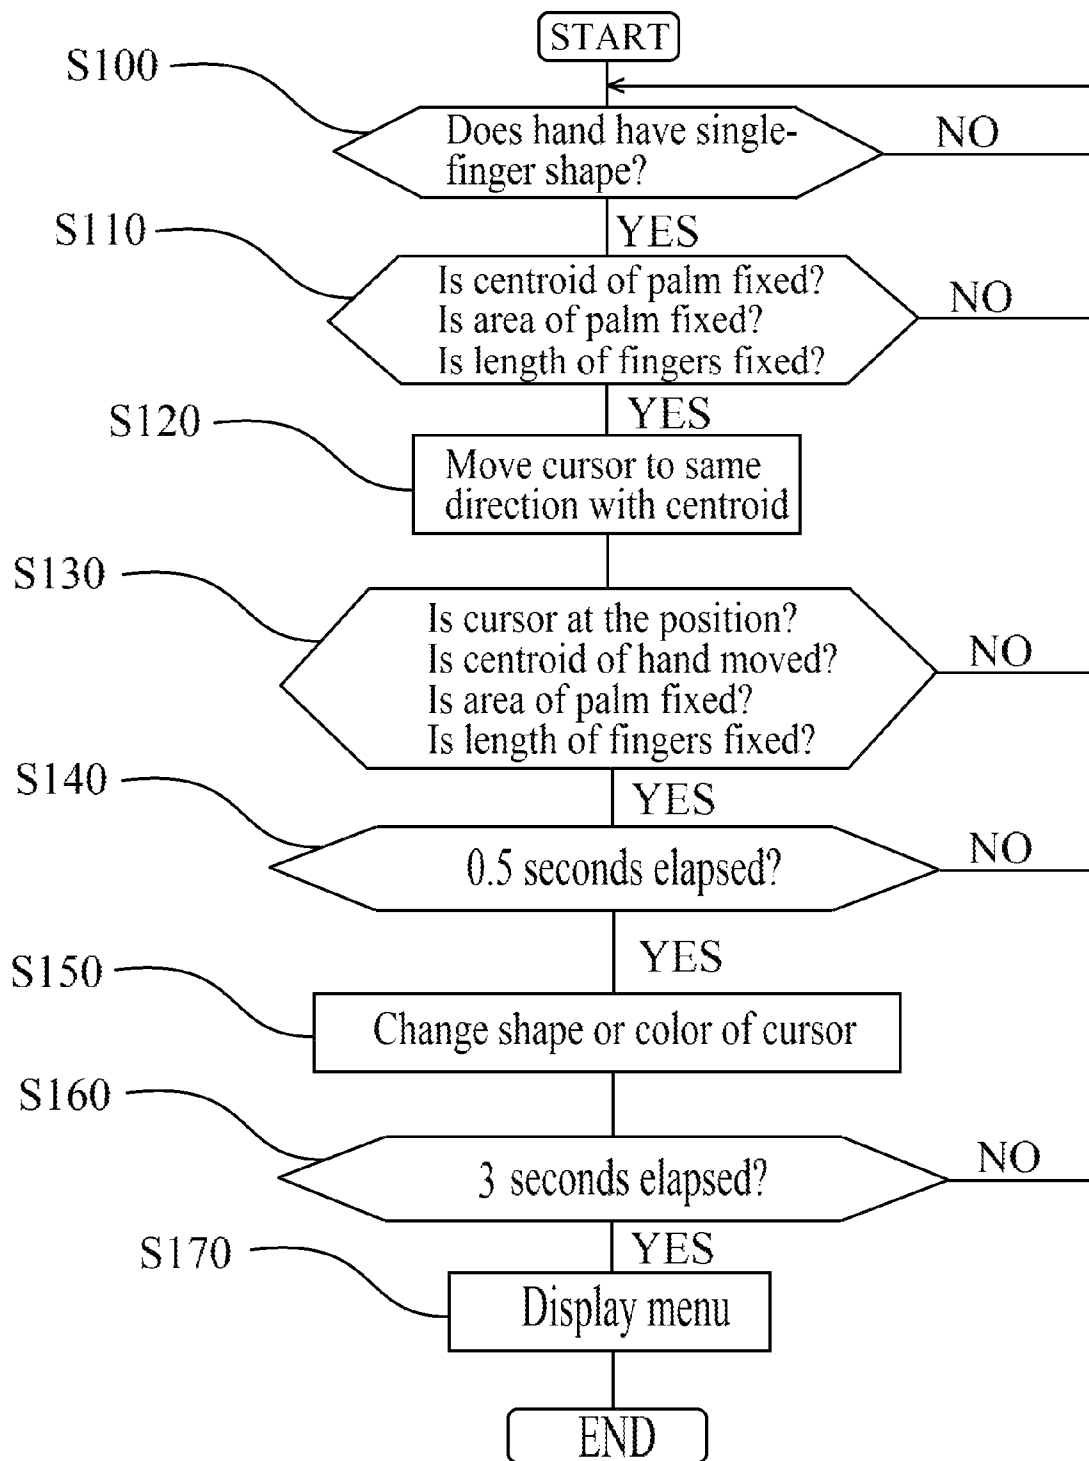 START
S100
Does hand have single-
finger shape?
NO
YES
S110
Is centroid of palm fixed?
Is area of palm fixed?
Is length of fingers fixed?
NO
YES
S120
Move cursor to same
direction with centroid
S130
Is cursor at the position?
Is centroid of hand moved?
Is area of palm fixed?
Is length of fingers fixed?
NO
YES
S140
0.5 seconds elapsed?
NO
YES
S150
Change shape or color of cursor
S160
3 seconds elapsed?
NO
YES
S170
Display menu
END